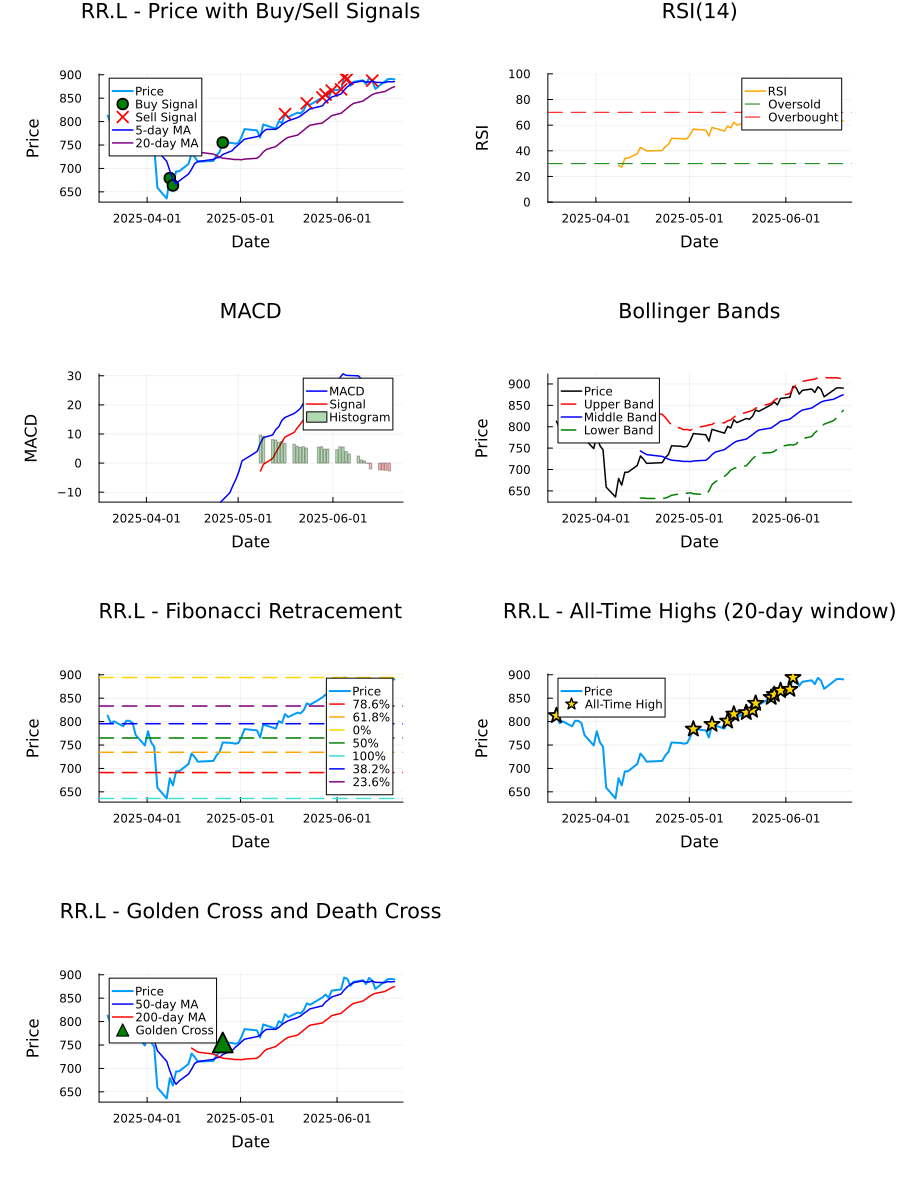 RR.L - Price with Buy/Sell Signals
900
850
800
750
700
650
Price
Price
Buy Signal
Sell Signal
5-day MA
20-day MA
2025-04-01 2025-05-01 2025-06-01
Date
RSI(14)
100
80
60
40
20
0
RSI
RSI
Oversold
Overbought
2025-04-01 2025-05-01 2025-06-01
Date
MACD
30
20
10
0
−10
MACD
MACD
Signal
Histogram
2025-04-01 2025-05-01 2025-06-01
Date
Bollinger Bands
900
850
800
750
700
650
Price
Price
Upper Band
Middle Band
Lower Band
2025-04-01 2025-05-01 2025-06-01
Date
RR.L - Fibonacci Retracement
900
850
800
750
700
650
Price
Price
78.6%
61.8%
0%
50%
100%
38.2%
23.6%
2025-04-01 2025-05-01 2025-06-01
Date
RR.L - All-Time Highs (20-day window)
900
850
800
750
700
650
Price
Price
All-Time High
2025-04-01 2025-05-01 2025-06-01
Date
RR.L - Golden Cross and Death Cross
900
850
800
750
700
650
Price
Price
50-day MA
200-day MA
Golden Cross
2025-04-01 2025-05-01 2025-06-01
Date